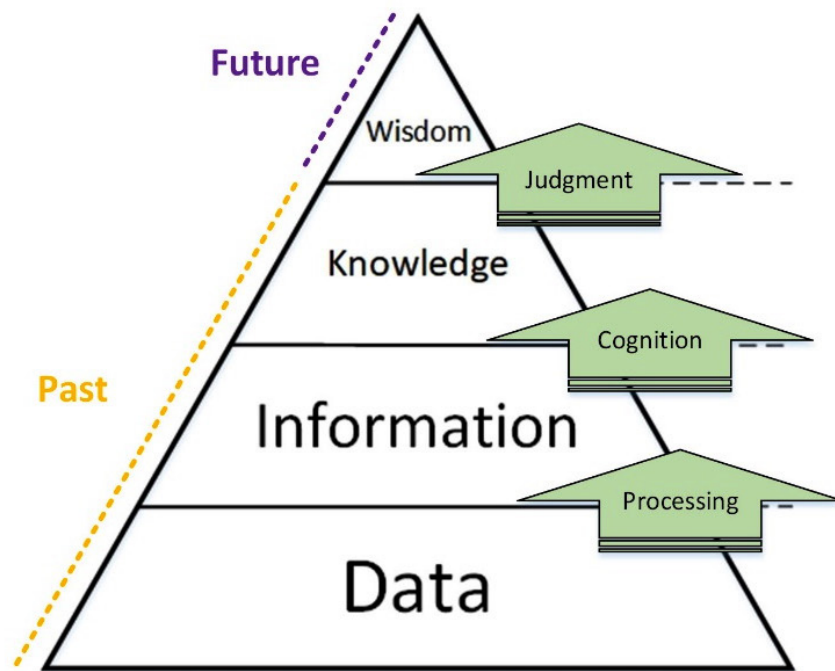 Future
Wisdom
Judgment
Knowledge
Cognition
Past
Information
Processing
Data